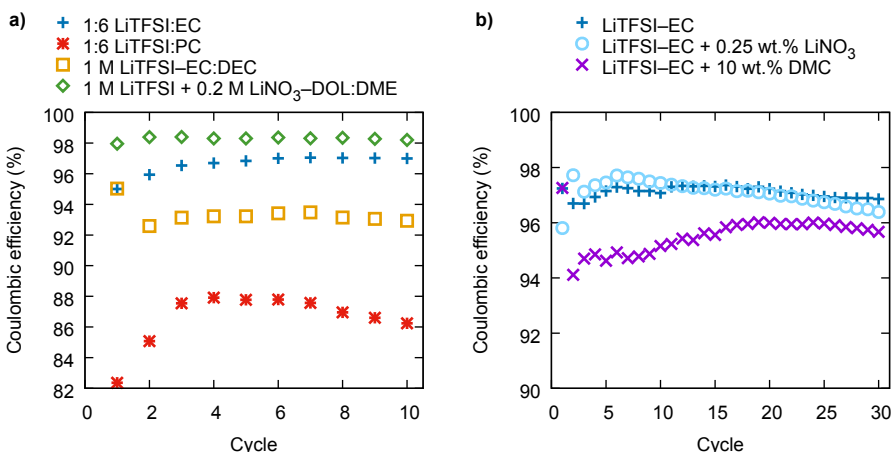 a)
1:6 LiTFSI:EC
1:6 LiTFSI:PC
1 M LiTFSI–EC:DEC
1 M LiTFSI + 0.2 M LiNO₃–DOL:DME
100
98
96
94
92
90
88
86
84
82
Coulombic efficiency (%)
0 2 4 6 8 10
Cycle
b)
LiTFSI–EC
LiTFSI–EC + 0.25 wt.% LiNO₃
LiTFSI–EC + 10 wt.% DMC
100
98
96
94
92
90
Coulombic efficiency (%)
0 5 10 15 20 25 30
Cycle